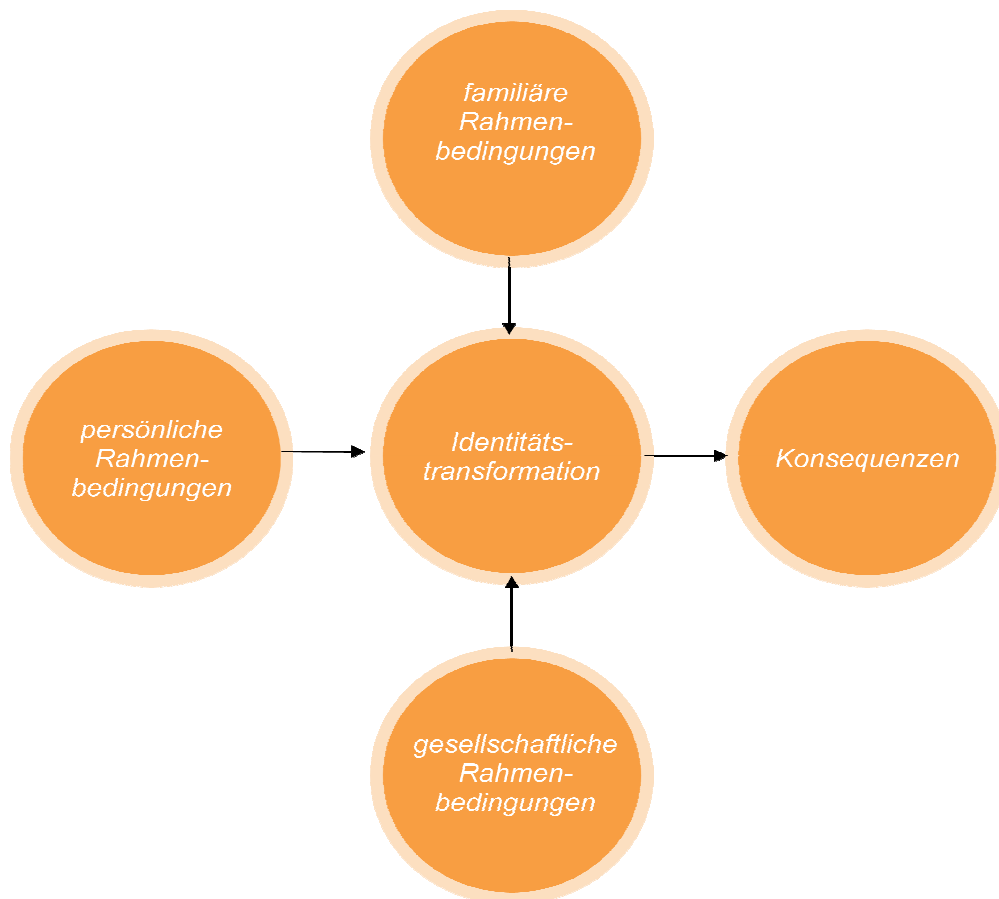 familiäre
Rahmen-
bedingungen
persönliche
Rahmen-
bedingungen
Identitäts-
transformation
Konsequenzen
gesellschaftliche
Rahmen-
bedingungen